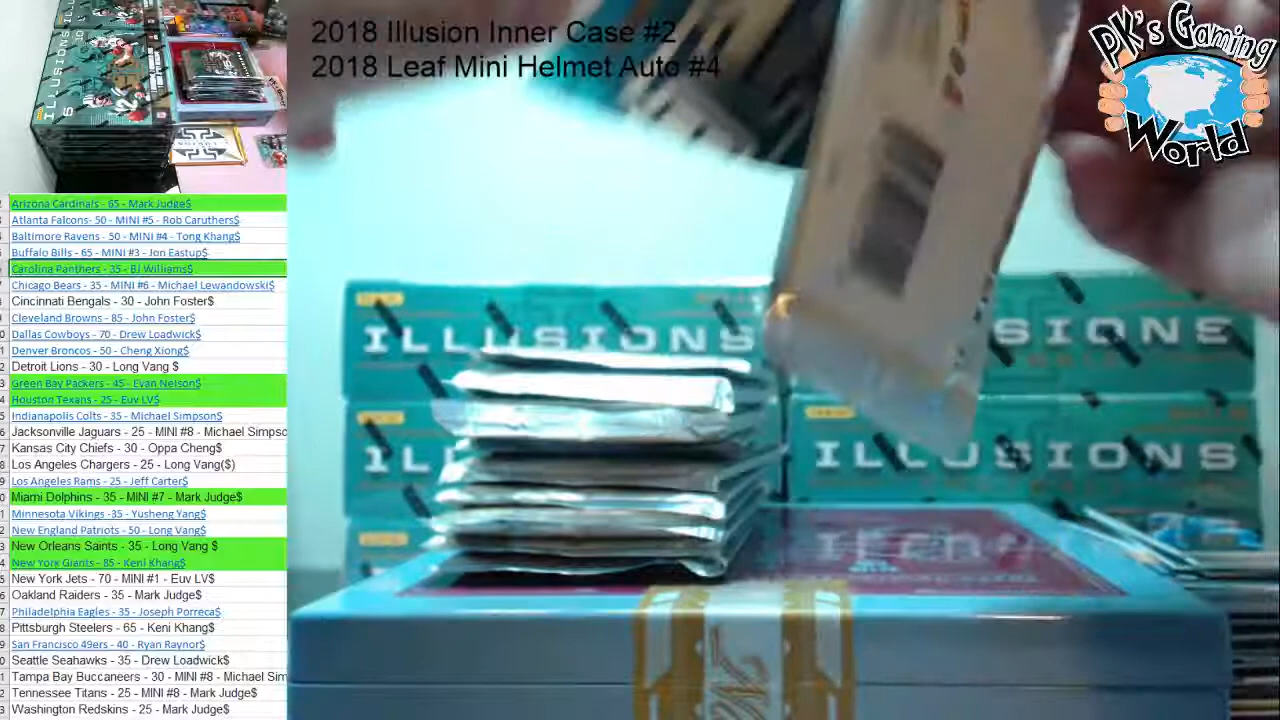 2018 Illusion Inner Case #2
2018 Leaf Mini Helmet Auto #4
PK's Gaming
World
ILLUSIONS
Arizona Cardinals - 65 - Mark Judge$
Atlanta Falcons- 50 - MINI #5 - Rob Caruthers$
Baltimore Ravens - 50 - MINI #4 - Tong Khang$
Buffalo Bills - 65 - MINI #3 - Jon Eastup$
Carolina Panthers - 35 - BJ Williams$
Chicago Bears - 35 - MINI #6 - Michael Lewandowski$
Cincinnati Bengals - 30 - John Foster$
Cleveland Browns - 85 - John Foster$
Dallas Cowboys - 70 - Drew Loadwick$
Denver Broncos - 50 - Cheng Xiong$
Detroit Lions - 30 - Long Vang $
Green Bay Packers - 45 - Evan Nelson$
Houston Texans - 25 - Euv LV$
Indianapolis Colts - 35 - Michael Simpson$
Jacksonville Jaguars - 25 - MINI #8 - Michael Simpsc
Kansas City Chiefs - 30 - Oppa Cheng$
Los Angeles Chargers - 25 - Long Vang($)
Los Angeles Rams - 25 - Jeff Carter$
Miami Dolphins - 35 - MINI #7 - Mark Judge$
Minnesota Vikings -35 - Yusheng Yang$
New England Patriots - 50 - Long Vang$
New Orleans Saints - 35 - Long Vang $
New York Giants - 85 - Keni Khang$
New York Jets - 70 - MINI #1 - Euv LV$
Oakland Raiders - 35 - Mark Judge$
Philadelphia Eagles - 35 - Joseph Porreca$
Pittsburgh Steelers - 65 - Keni Khang$
San Francisco 49ers - 40 - Ryan Raynor$
Seattle Seahawks - 35 - Drew Loadwick$
Tampa Bay Buccaneers - 30 - MINI #8 - Michael Sim
Tennessee Titans - 25 - MINI #8 - Mark Judge$
Washington Redskins - 25 - Mark Judge$
ILLUSIONS
SIONS
ILLUSIONS